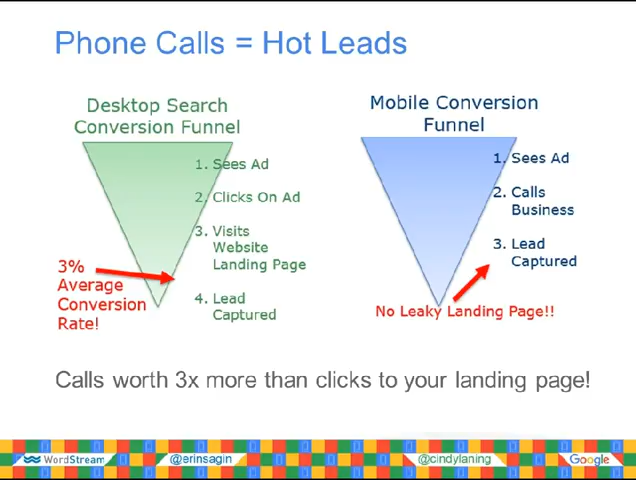 Phone Calls = Hot Leads
Desktop Search
Conversion Funnel
1. Sees Ad
2. Clicks On Ad
3. Visits
Website
Landing Page
4. Lead
Captured
3%
Average
Conversion
Rate!
Mobile Conversion
Funnel
1. Sees Ad
2. Calls
Business
3. Lead
Captured
No Leaky Landing Page!!
Calls worth 3x more than clicks to your landing page!
WordStream
@erinsagin
@cindylaning
Google